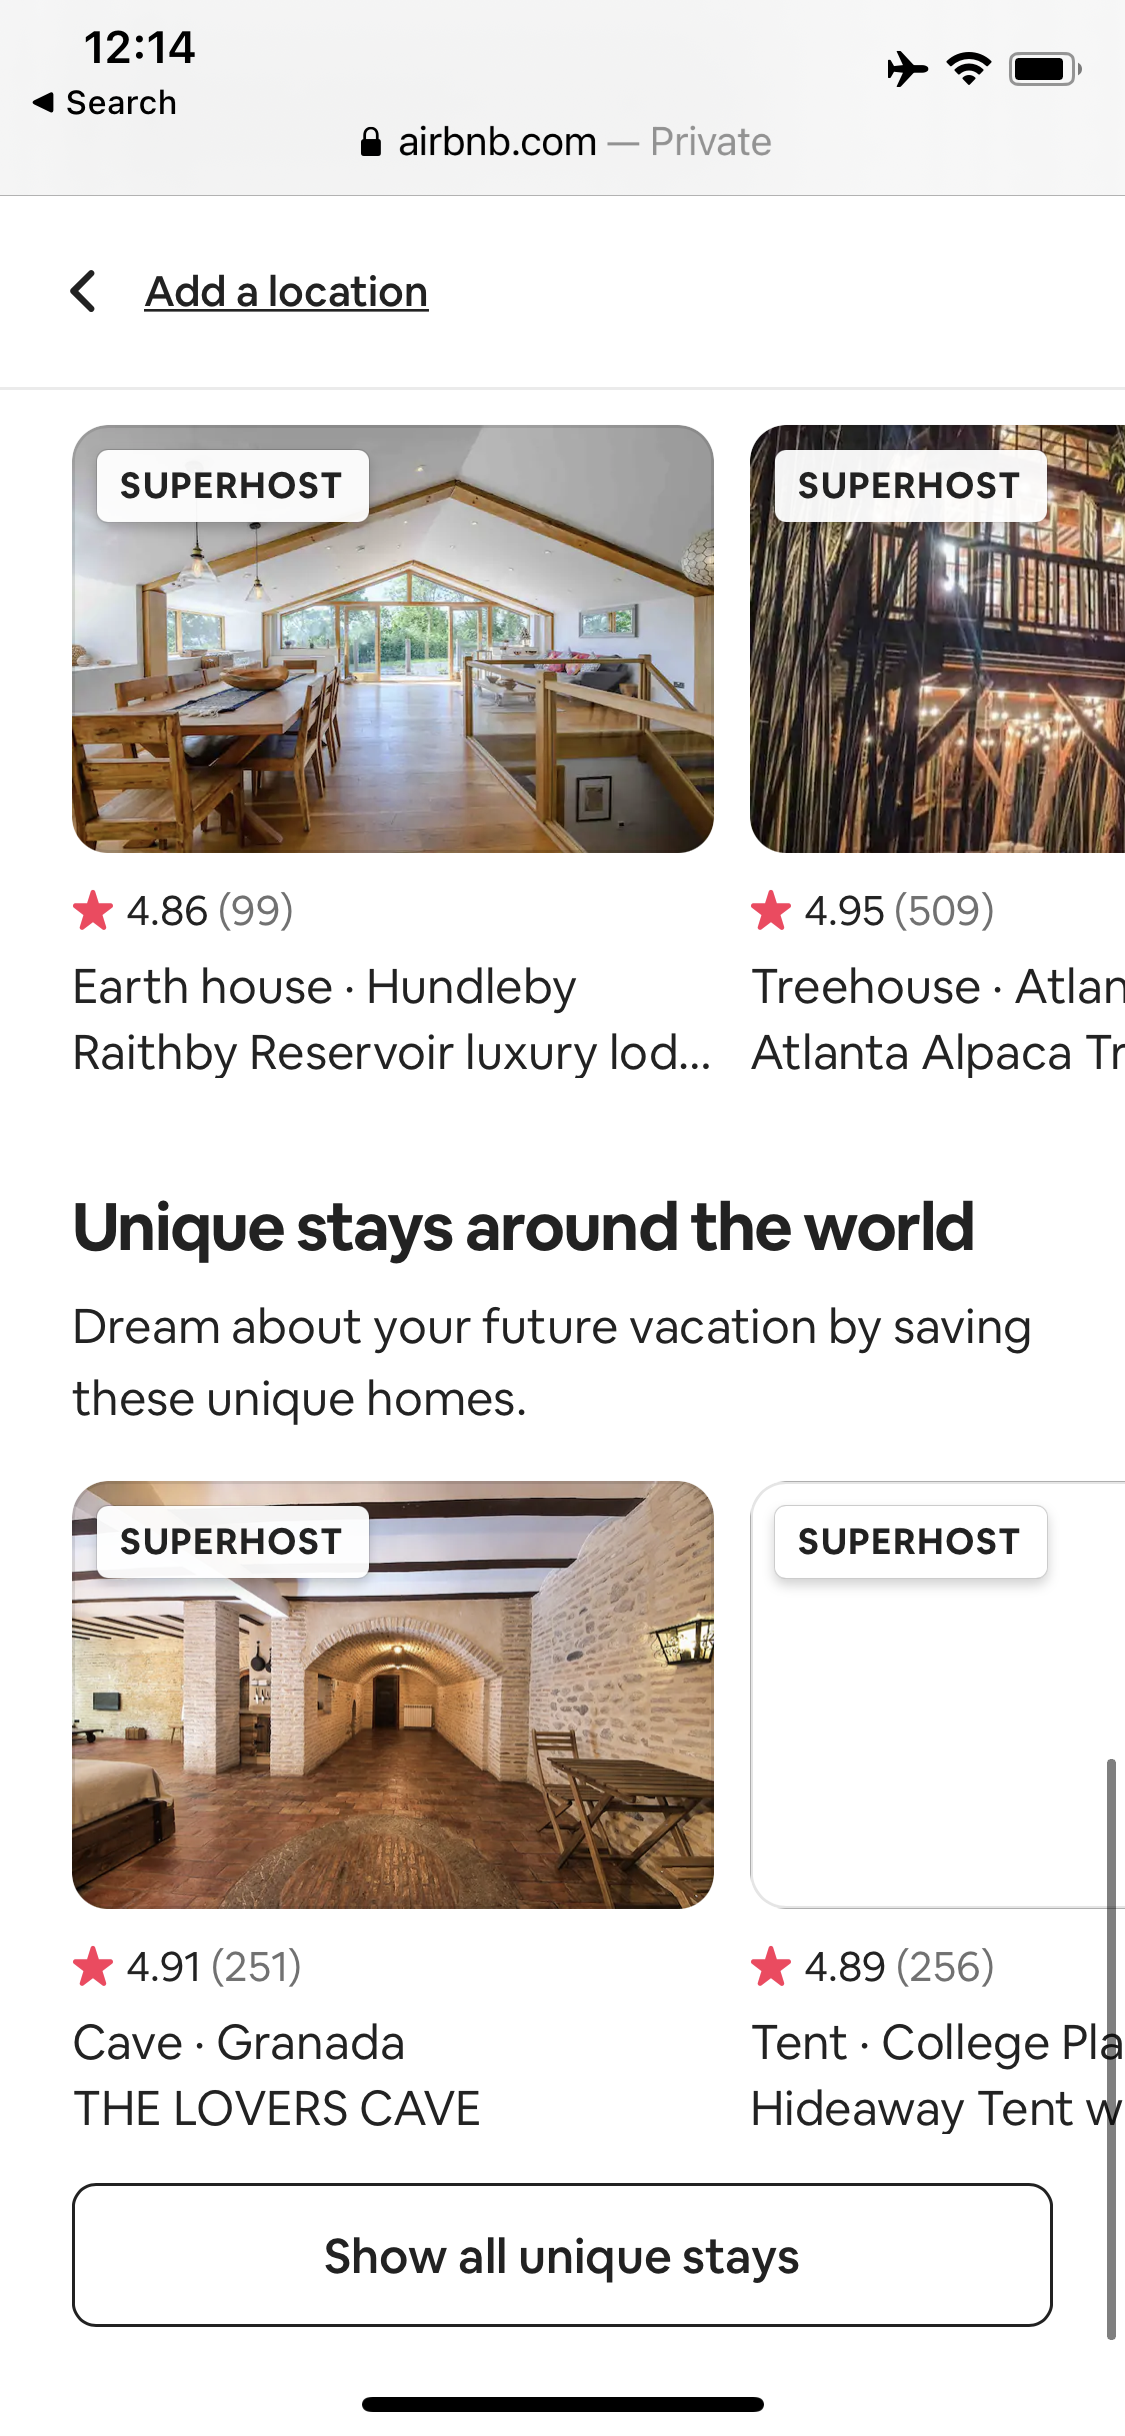 12:14
Search
airbnb.com — Private
Add a location
SUPERHOST
SUPERHOST
4.86 (99)
4.95 (509)
Earth house · Hundleby
Raithby Reservoir luxury lod...
Treehouse ·
Atlanta Alpaca
Unique stays around the world
Dream about your future vacation by saving
these unique homes.
SUPERHOST
SUPERHOST
4.91 (251)
4.89 (256)
Cave · Granada
THE LOVERS CAVE
Tent · College
Hideaway Tent
Show all unique stays